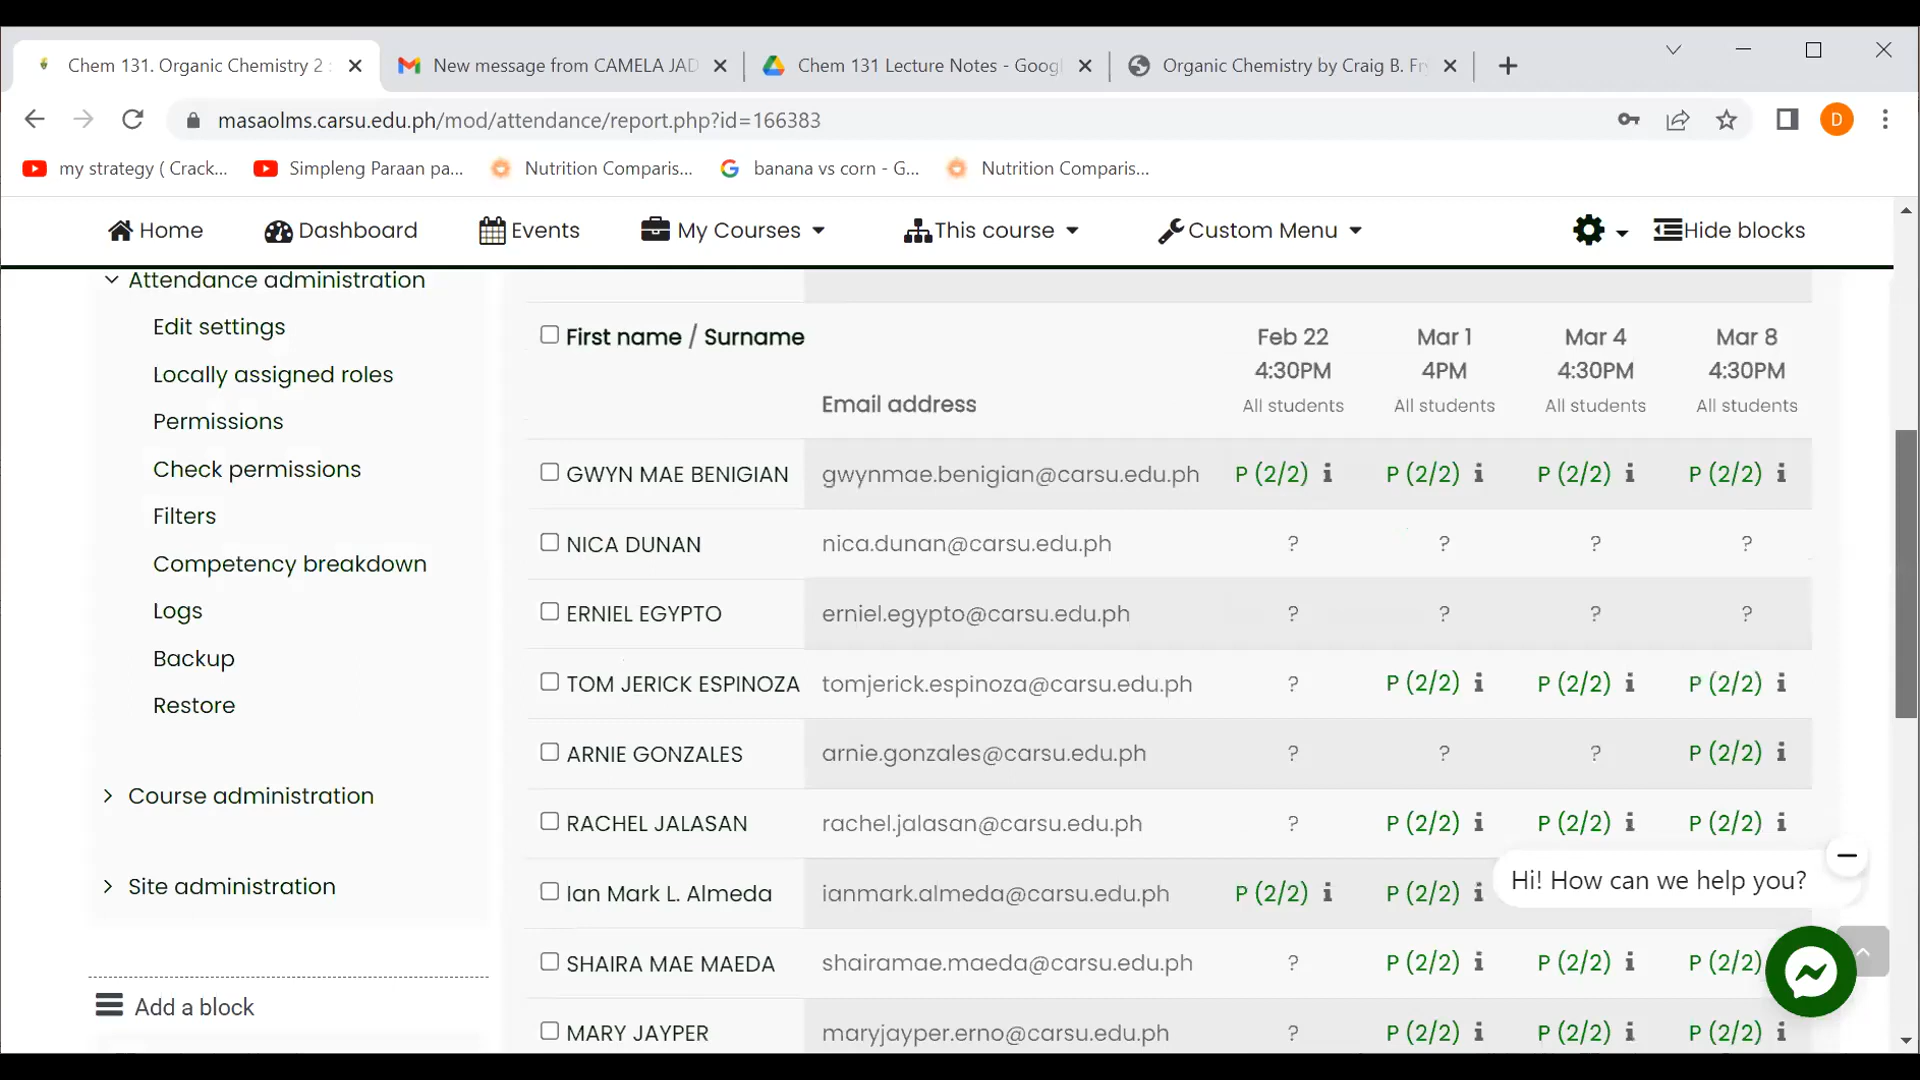 Chem 131. Organic Chemistry 2 :
New message from CAMELA JAD
Chem 131 Lecture Notes - Goog
Organic Chemistry by Craig B. Fr
masaolms.carsu.edu.ph/mod/attendance/report.php?id=166383
D
my strategy ( Crack...
Simpleng Paraan pa...
Nutrition Comparis...
banana vs corn - G...
Nutrition Comparis...
Home
Dashboard
Events
My Courses
This course
Custom Menu
Hide blocks
Attendance administration
Edit settings
Locally assigned roles
Permissions
Check permissions
Filters
Competency breakdown
Logs
Backup
Restore
Course administration
Site administration
Add a block
First name / Surname Feb 22 Mar 1 Mar 4 Mar 8
4:30PM 4PM 4:30PM 4:30PM
Email address All students All students All students All students
GWYN MAE BENIGIAN gwynmae.benigian@carsu.edu.ph P (2/2) P (2/2) P (2/2) P (2/2)
NICA DUNAN nica.dunan@carsu.edu.ph ? ? ? ?
ERNIEL EGYPTO erniel.egypto@carsu.edu.ph ? ? ? ?
TOM JERICK ESPINOZA tomjerick.espinoza@carsu.edu.ph ? P (2/2) P (2/2) P (2/2)
ARNIE GONZALES arnie.gonzales@carsu.edu.ph ? ? ? P (2/2)
RACHEL JALASAN rachel.jalasan@carsu.edu.ph ? P (2/2) P (2/2) P (2/2)
Ian Mark L. Almeda ianmark.almeda@carsu.edu.ph P (2/2) P (2/2)
Hi! How can we help you?
SHAIRA MAE MAEDA shairamae.maeda@carsu.edu.ph ? P (2/2) P (2/2) P (2/2)
MARY JAYPER maryjayper.erno@carsu.edu.ph ? P (2/2) P (2/2) P (2/2)